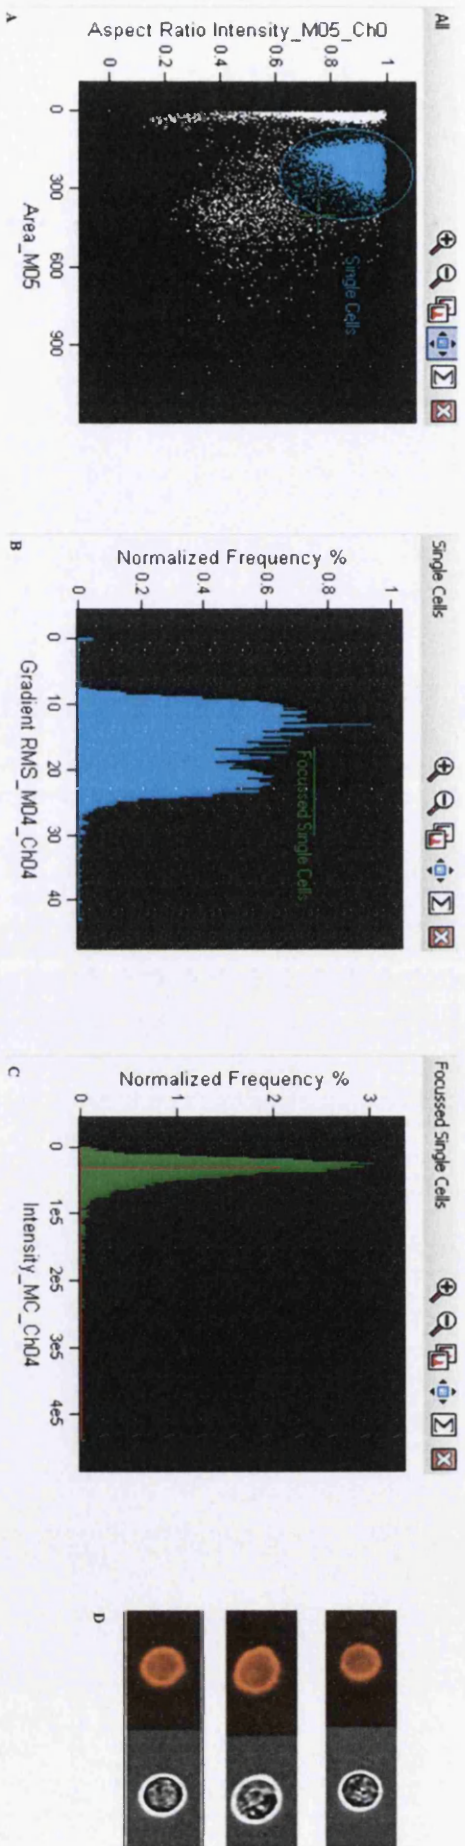 All
Aspect Ratio Intensity_M05_Ch0
1
0.8
0.6
0.4
0.2
0
Single Cells
0
300
600
900
Area_M05
A
Single Cells
Normalized Frequency %
1
0.8
0.6
0.4
0.2
0
Focussed Single Cells
0
10
20
30
40
Gradient RMS_M04_Ch04
B
Focussed Single Cells
Normalized Frequency %
3
2
1
0
0
1e5
2e5
3e5
4e5
Intensity_MC_Ch04
C
D